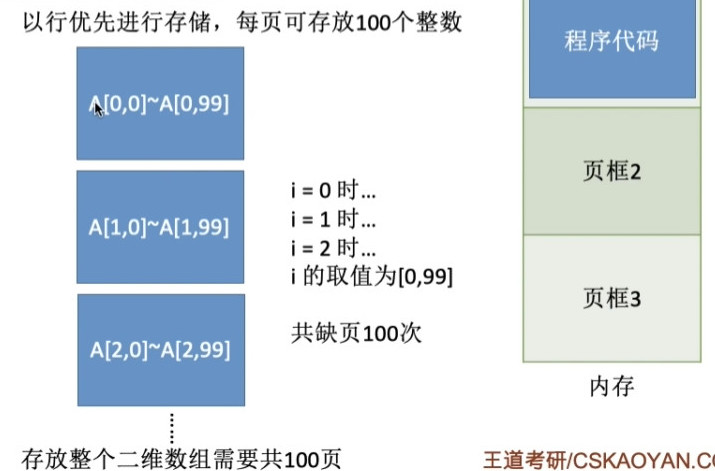 以行优先进行存储，每页可存放100个整数
A[0,0]~A[0,99]
A[1,0]~A[1,99]
A[2,0]~A[2,99]
i = 0 时...
i = 1 时...
i = 2 时...
i 的取值为[0,99]
共缺页100次
存放整个二维数组需要共100页
程序代码
页框2
页框3
内存
王道考研/CSKAOYAN.CO